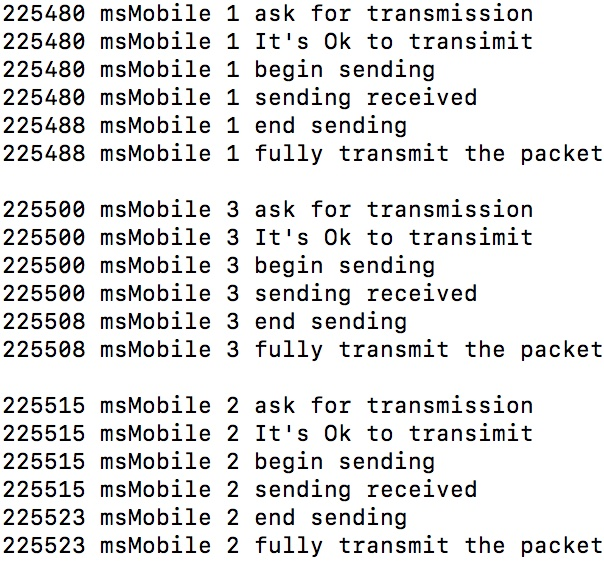 225480 msMobile 1 ask for transmission
225480 msMobile 1 It's Ok to transimit
225480 msMobile 1 begin sending
225480 msMobile 1 sending received
225488 msMobile 1 end sending
225488 msMobile 1 fully transmit the packet
225500 msMobile 3 ask for transmission
225500 msMobile 3 It's Ok to transimit
225500 msMobile 3 begin sending
225500 msMobile 3 sending received
225508 msMobile 3 end sending
225508 msMobile 3 fully transmit the packet
225515 msMobile 2 ask for transmission
225515 msMobile 2 It's Ok to transimit
225515 msMobile 2 begin sending
225515 msMobile 2 sending received
225523 msMobile 2 end sending
225523 msMobile 2 fully transmit the packet